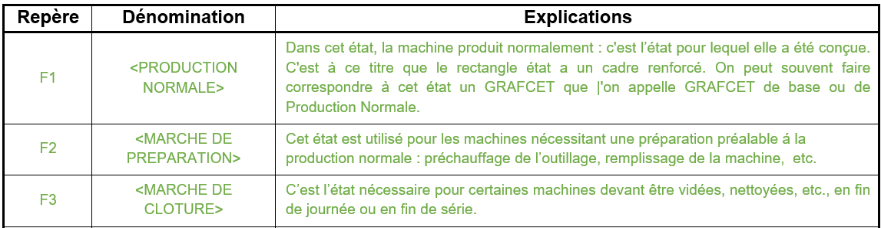 Repère Dénomination Explications
F1
<PRODUCTION
NORMALE>
Dans cet état, la machine produit normalement : c'est l'état pour lequel elle a été conçue.
C'est à ce titre que le rectangle état a un cadre renforcé. On peut souvent faire
correspondre à cet état un GRAFCET que |'on appelle GRAFCET de base ou de
Production Normale.
F2
<MARCHE DE
PREPARATION>
Cet état est utilisé pour les machines nécessitant une préparation préalable á la
production normale : préchauffage de l'outillage, remplissage de la machine, etc.
F3
<MARCHE DE
CLOTURE>
C'est l'état nécessaire pour certaines machines devant être vidées, nettoyées, etc., en fin
de journée ou en fin de série.